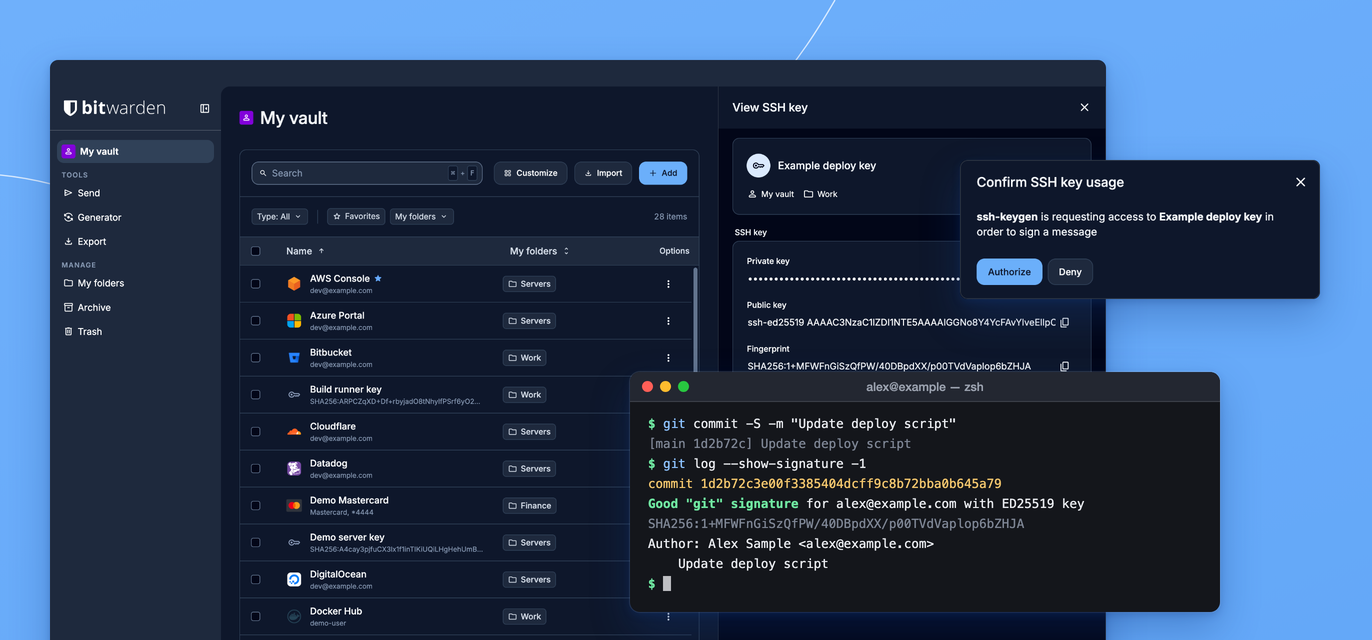 bitwarden
My vault
TOOLS
Send
Generator
Export
MANAGE
My folders
Archive
Trash
My vault
Search ⌘ + F
Customize
Import
+ Add
Type: All
Favorites
My folders
28 items
Name ↑
My folders
Options
AWS Console
dev@example.com
Servers
Azure Portal
dev@example.com
Servers
Bitbucket
dev@example.com
Work
Build runner key
Work
Cloudflare
dev@example.com
Servers
Datadog
dev@example.com
Servers
Demo Mastercard
Mastercard, *4444
Finance
Demo server key
Servers
DigitalOcean
dev@example.com
Servers
Docker Hub
demo-user
Work
View SSH key
Example deploy key
My vault
Work
SSH key
Private key
Public key
ssh-ed25519
Fingerprint
SHA256:1+MFWFnGiSzQfPW/40DBpdXX/p00TVdVaplop6bZHJA
Confirm SSH key usage
ssh-keygen is requesting access to Example deploy key in
order to sign a message
Authorize
Deny
alex@example — zsh
$ git commit -S -m "Update deploy script"
[main 1d2b72c] Update deploy script
$ git log --show-signature -1
commit 1d2b72c3e00f3385404dcff9c8b72bba0b645a79
Good "git" signature for alex@example.com with ED25519 key
SHA256:1+MFWFnGiSzQfPW/40DBpdXX/p00TVdVaplop6bZHJA
Author: Alex Sample <alex@example.com>
Update deploy script
$